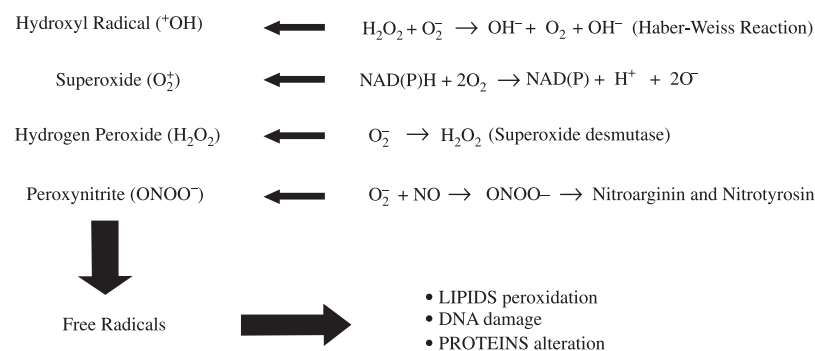 Hydroxyl Radical (⁺OH) H₂O₂ + O₂⁻ → OH⁻ + O₂ + OH⁻ (Haber-Weiss Reaction)
Superoxide (O₂⁺) NAD(P)H + 2O₂ → NAD(P) + H⁺ + 2O⁻
Hydrogen Peroxide (H₂O₂) O₂⁻ → H₂O₂ (Superoxide desmutase)
Peroxynitrite (ONOO⁻) O₂⁻ + NO → ONOO– → Nitroarginin and Nitrotyrosin
Free Radicals
• LIPIDS peroxidation
• DNA damage
• PROTEINS alteration